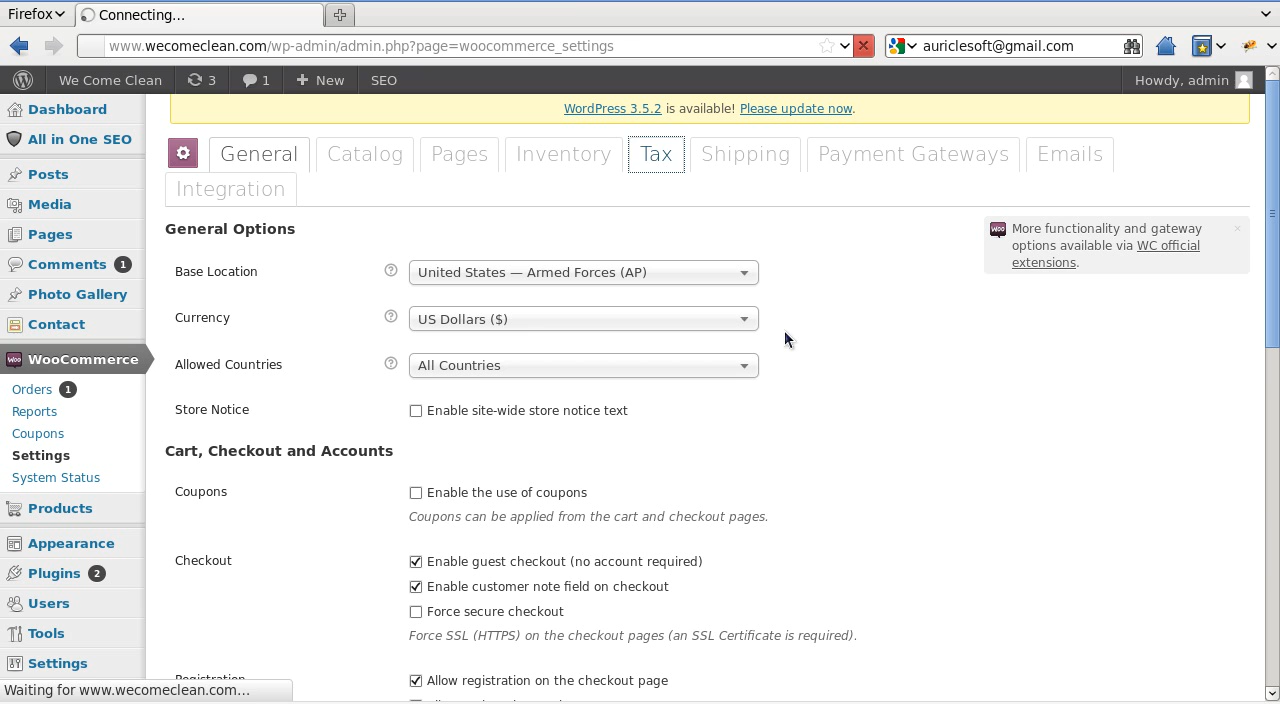 Firefox
Connecting...
www.wecomeclean.com/wp-admin/admin.php?page=woocommerce_settings
auriclesoft@gmail.com
We Come Clean
3
1
New
SEO
Howdy, admin
Dashboard
All in One SEO
Posts
Media
Pages
Comments 1
Photo Gallery
Contact
WooCommerce
Orders 1
Reports
Coupons
Settings
System Status
Products
Appearance
Plugins 2
Users
Tools
Settings
WordPress 3.5.2 is available! Please update now.
General
Catalog
Pages
Inventory
Tax
Shipping
Payment Gateways
Emails
Integration
General Options
More functionality and gateway
options available via WC official
extensions.
Base Location
United States — Armed Forces (AP)
Currency
US Dollars ($)
Allowed Countries
All Countries
Store Notice
Enable site-wide store notice text
Cart, Checkout and Accounts
Coupons
Enable the use of coupons
Coupons can be applied from the cart and checkout pages.
Checkout
Enable guest checkout (no account required)
Enable customer note field on checkout
Force secure checkout
Force SSL (HTTPS) on the checkout pages (an SSL Certificate is required).
Registration
Allow registration on the checkout page
Waiting for www.wecomeclean.com...